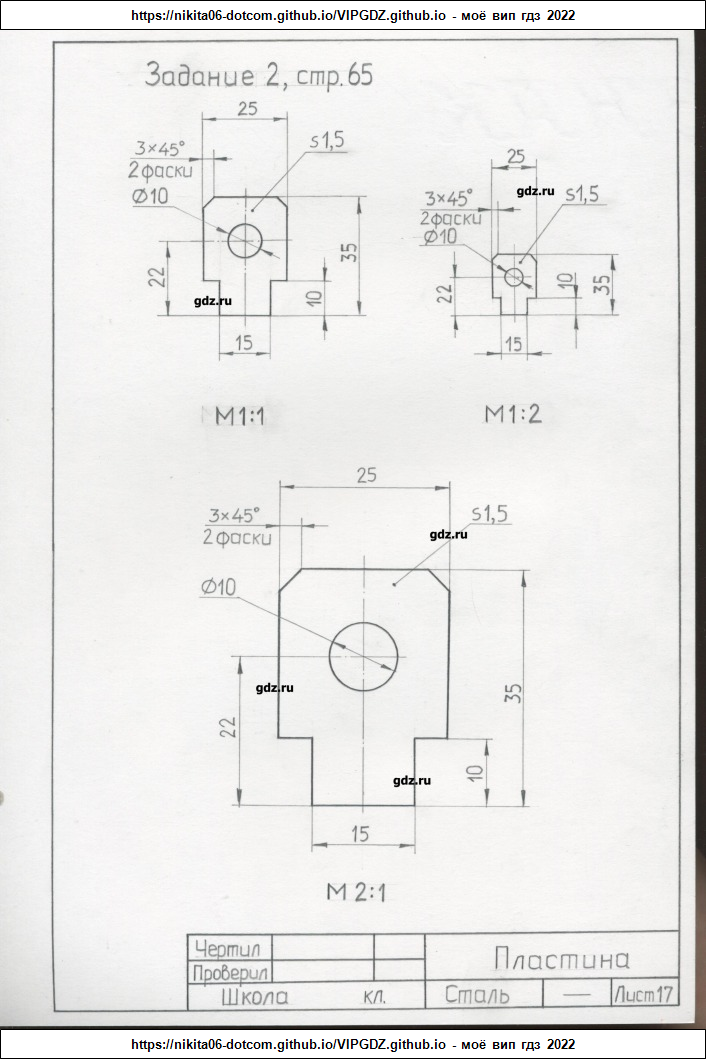 https://nikita06-dotcom.github.io/VIPGDZ.github.io - моё вип гдз 2022
Задание 2, стр. 65
25
3×45°
2 фаски
s1,5
Ø10
35
22
gdz.ru
10
15
М1:1
25
gdz.ru
3×45°
2 фаски
s1,5
Ø10
10
35
22
15
М1:2
25
3×45°
2 фаски
s1,5
gdz.ru
Ø10
gdz.ru
35
22
10
gdz.ru
15
М 2:1
Чертил
Проверил
Пластина
Школа кл. Сталь — Лист17
https://nikita06-dotcom.github.io/VIPGDZ.github.io - моё вип гдз 2022